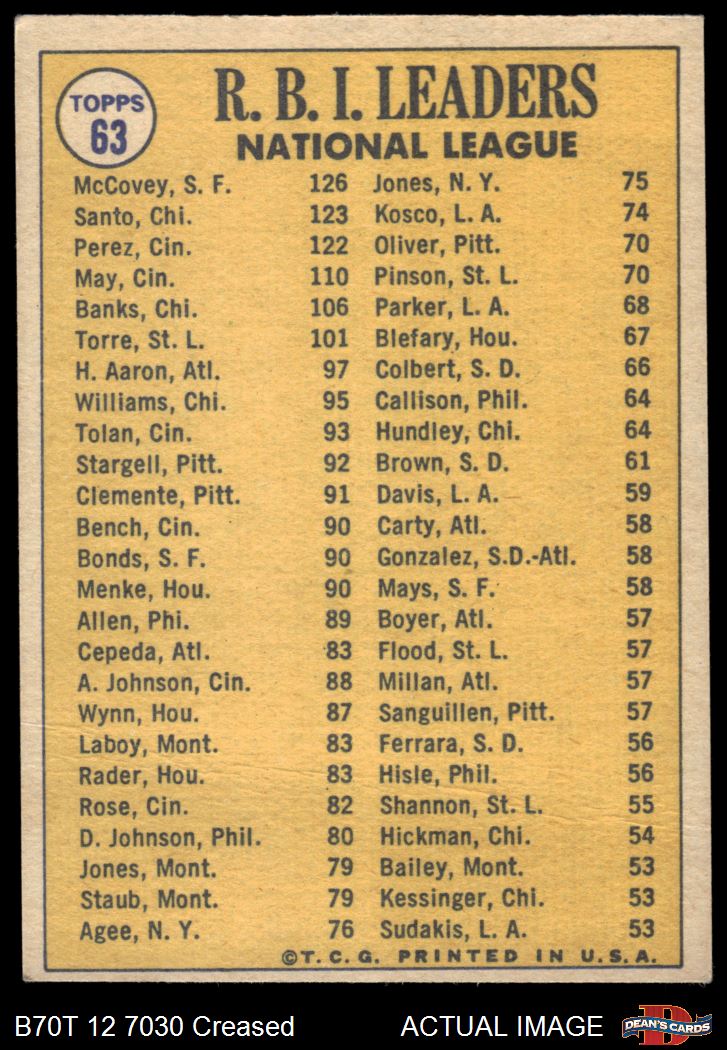 TOPPS
63
R. B. I. LEADERS
NATIONAL LEAGUE
McCovey, S. F. 126 Jones, N. Y. 75
Santo, Chi. 123 Kosco, L. A. 74
Perez, Cin. 122 Oliver, Pitt. 70
May, Cin. 110 Pinson, St. L. 70
Banks, Chi. 106 Parker, L. A. 68
Torre, St. L. 101 Blefary, Hou. 67
H. Aaron, Atl. 97 Colbert, S. D. 66
Williams, Chi. 95 Callison, Phil. 64
Tolan, Cin. 93 Hundley, Chi. 64
Stargell, Pitt. 92 Brown, S. D. 61
Clemente, Pitt. 91 Davis, L. A. 59
Bench, Cin. 90 Carty, Atl. 58
Bonds, S. F. 90 Gonzalez, S.D.-Atl. 58
Menke, Hou. 90 Mays, S. F. 58
Allen, Phi. 89 Boyer, Atl. 57
Cepeda, Atl. 83 Flood, St. L. 57
A. Johnson, Cin. 88 Millan, Atl. 57
Wynn, Hou. 87 Sanguillen, Pitt. 57
Laboy, Mont. 83 Ferrara, S. D. 56
Rader, Hou. 83 Hisle, Phil. 56
Rose, Cin. 82 Shannon, St. L. 55
D. Johnson, Phil. 80 Hickman, Chi. 54
Jones, Mont. 79 Bailey, Mont. 53
Staub, Mont. 79 Kessinger, Chi. 53
Agee, N. Y. 76 Sudakis, L. A. 53
©T. C. G. PRINTED IN U. S. A.
B70T 12 7030 Creased ACTUAL IMAGE
DEAN'S CARDS